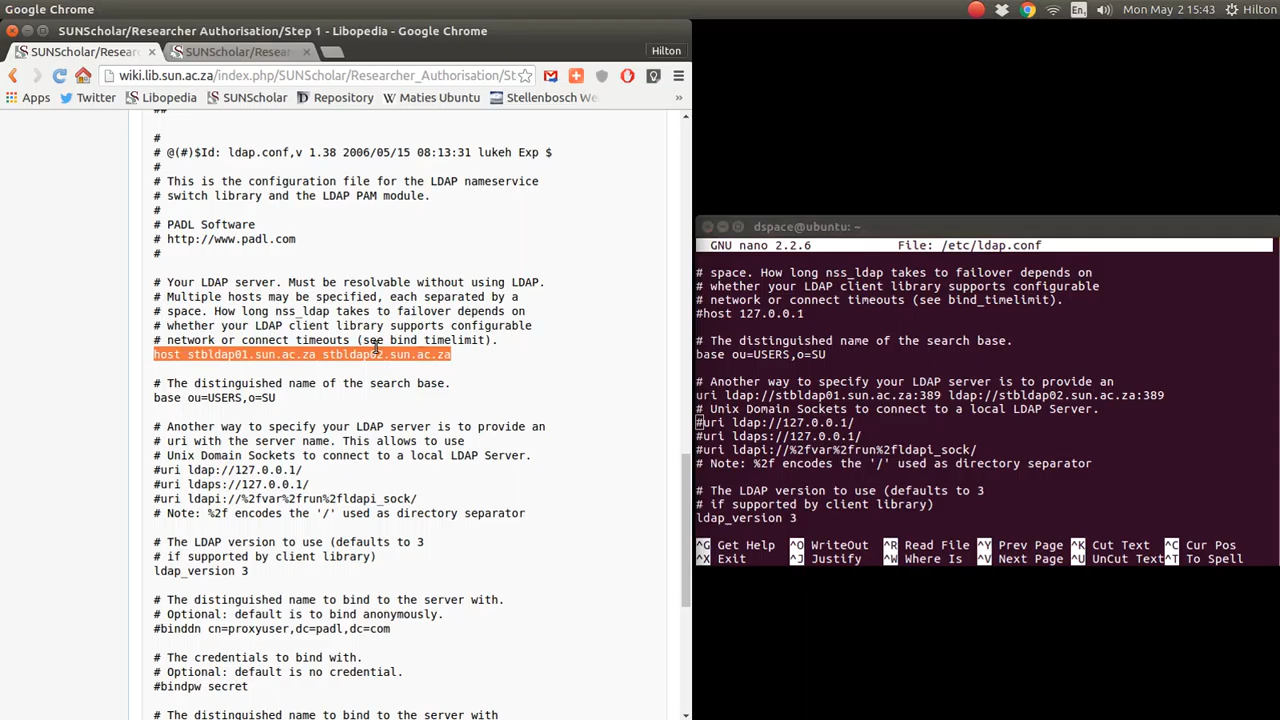 Google Chrome
En
Mon May 2 15:43
Hilton
SUNScholar/Researcher Authorisation/Step 1 - Libopedia - Google Chrome
SUNScholar/Resear
SUNScholar/Resear
Hilton
wiki.lib.sun.ac.za/index.php/SUNScholar/Researcher_Authorisation/St
Apps
Twitter
Libopedia
SUNScholar
Repository
Maties Ubuntu
Stellenbosch We
»
##
#
# @(#)$Id: ldap.conf,v 1.38 2006/05/15 08:13:31 lukeh Exp $
#
# This is the configuration file for the LDAP nameservice
# switch library and the LDAP PAM module.
#
# PADL Software
# http://www.padl.com
#
# Your LDAP server. Must be resolvable without using LDAP.
# Multiple hosts may be specified, each separated by a
# space. How long nss_ldap takes to failover depends on
# whether your LDAP client library supports configurable
# network or connect timeouts (see bind_timelimit).
host stbldap01.sun.ac.za stbldap02.sun.ac.za
# The distinguished name of the search base.
base ou=USERS,o=SU
# Another way to specify your LDAP server is to provide an
# uri with the server name. This allows to use
# Unix Domain Sockets to connect to a local LDAP Server.
#uri ldap://127.0.0.1/
#uri ldaps://127.0.0.1/
#uri ldapi://%2fvar%2frun%2fldapi_sock/
# Note: %2f encodes the '/' used as directory separator
# The LDAP version to use (defaults to 3
# if supported by client library)
ldap_version 3
# The distinguished name to bind to the server with.
# Optional: default is to bind anonymously.
#binddn cn=proxyuser,dc=padl,dc=com
# The credentials to bind with.
# Optional: default is no credential.
#bindpw secret
# The distinguished name to bind to the server with
dspace@ubuntu: ~
GNU nano 2.2.6 File: /etc/ldap.conf
# space. How long nss_ldap takes to failover depends on
# whether your LDAP client library supports configurable
# network or connect timeouts (see bind_timelimit).
#host 127.0.0.1
# The distinguished name of the search base.
base ou=USERS,o=SU
# Another way to specify your LDAP server is to provide an
uri ldap://stbldap01.sun.ac.za:389 ldap://stbldap02.sun.ac.za:389
# Unix Domain Sockets to connect to a local LDAP Server.
#uri ldap://127.0.0.1/
#uri ldaps://127.0.0.1/
#uri ldapi://%2fvar%2frun%2fldapi_sock/
# Note: %2f encodes the '/' used as directory separator
# The LDAP version to use (defaults to 3
# if supported by client library)
ldap_version 3
^G Get Help ^O WriteOut ^R Read File ^Y Prev Page ^K Cut Text ^C Cur Pos
^X Exit ^J Justify ^W Where Is ^V Next Page ^U UnCut Text ^T To Spell